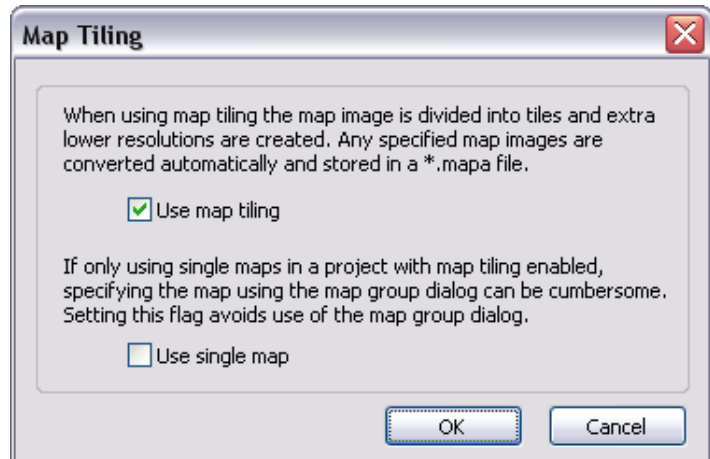 Map Tiling
When using map tiling the map image is divided into tiles and extra
lower resolutions are created. Any specified map images are
converted automatically and stored in a *.mapa file.
Use map tiling
If only using single maps in a project with map tiling enabled,
specifying the map using the map group dialog can be cumbersome.
Setting this flag avoids use of the map group dialog.
Use single map
OK
Cancel